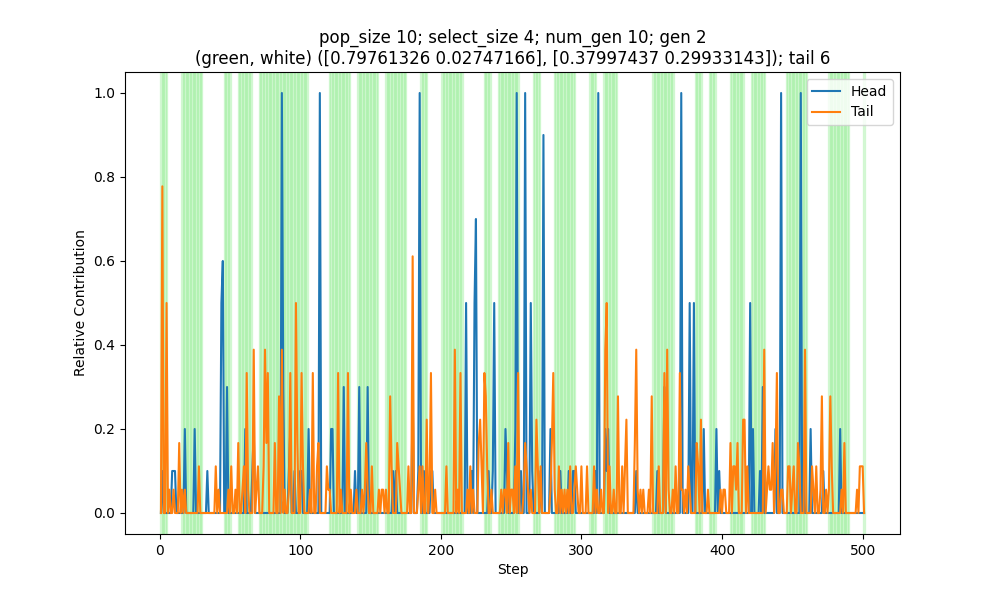 pop_size 10; select_size 4; num_gen 10; gen 2
(green, white) ([0.79761326 0.02747166], [0.37997437 0.29933143]); tail 6
Head
Tail
Relative Contribution
1.0
0.8
0.6
0.4
0.2
0.0
0 100 200 300 400 500
Step